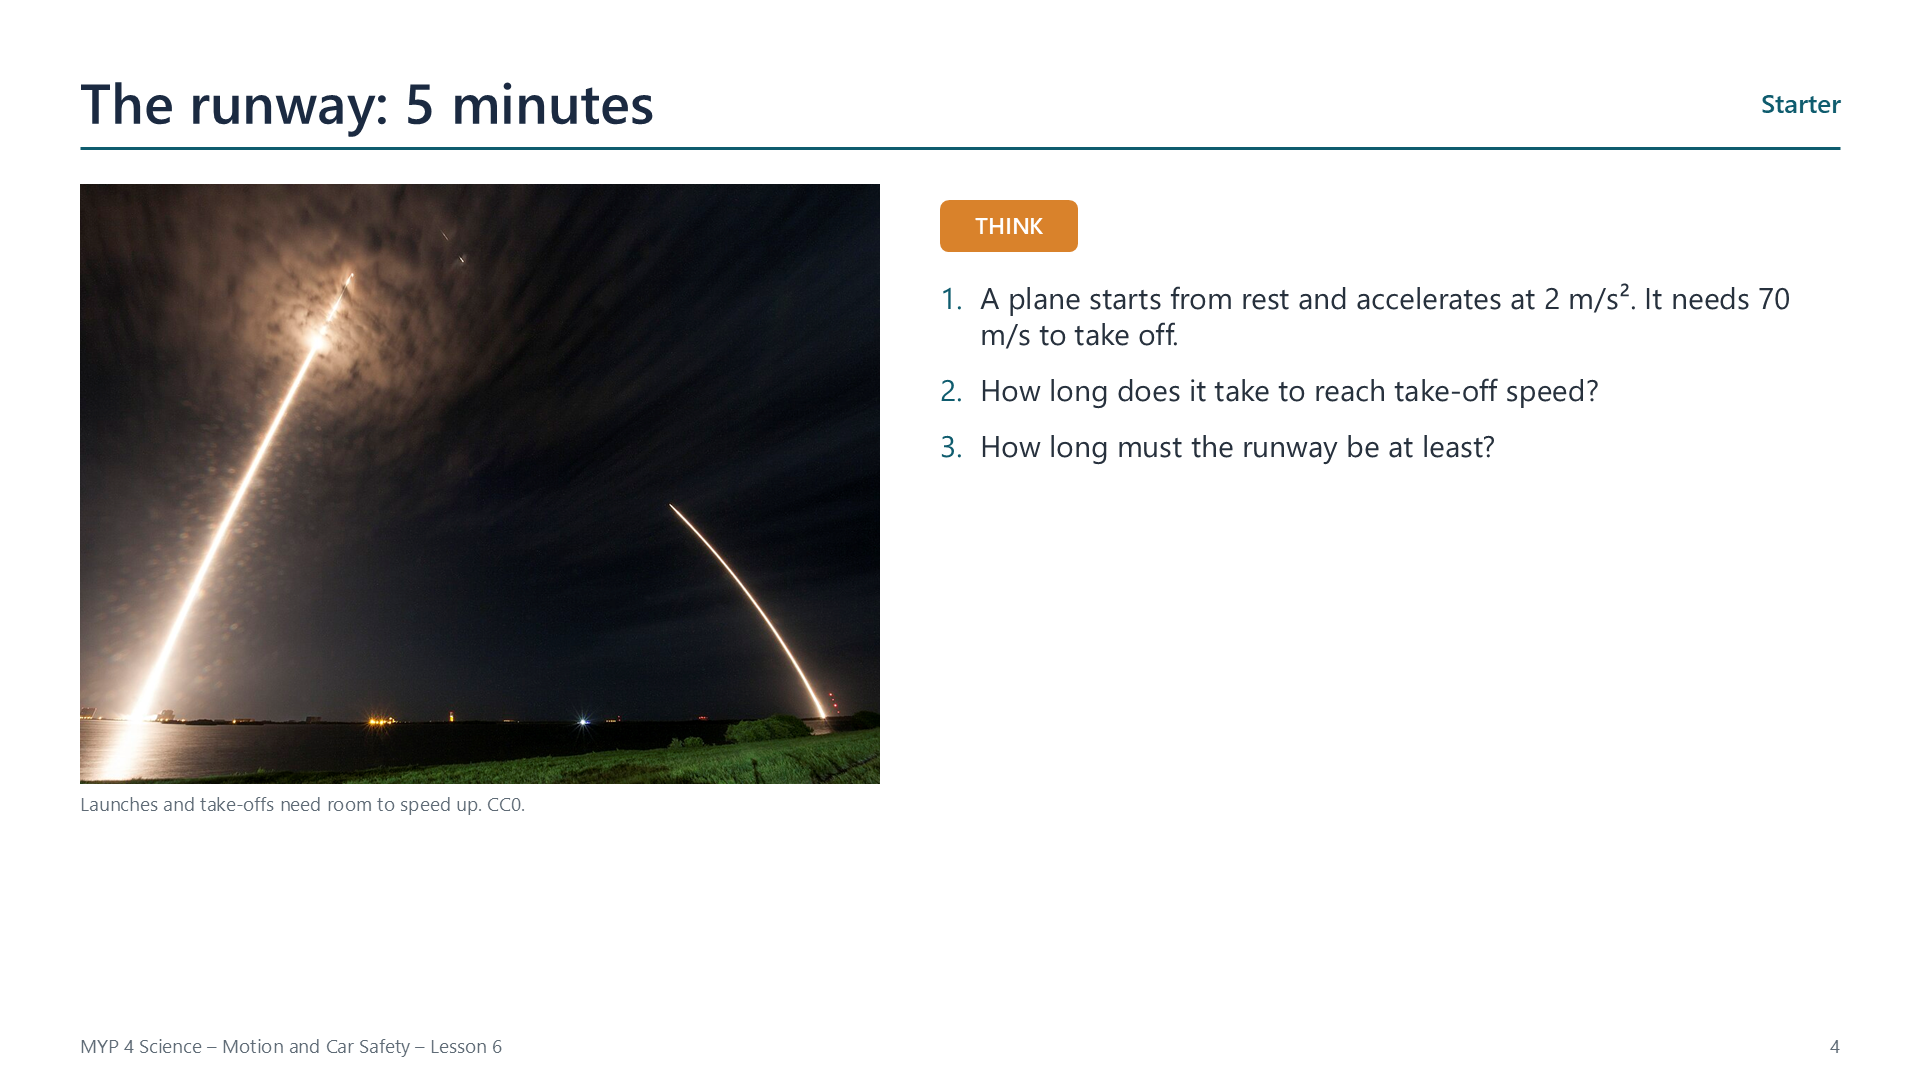 The runway: 5 minutes
Starter
THINK
1. A plane starts from rest and accelerates at 2 m/s². It needs 70
m/s to take off.
2. How long does it take to reach take-off speed?
3. How long must the runway be at least?
Launches and take-offs need room to speed up. CC0.
MYP 4 Science – Motion and Car Safety – Lesson 6
4